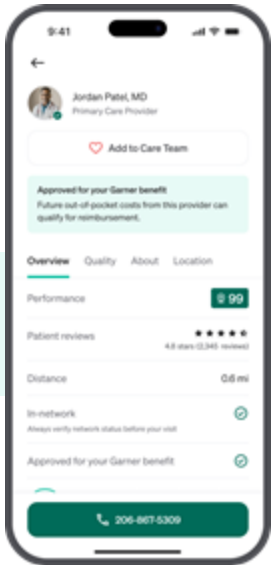 9:41
Jordan Patel, MD
Primary Care Provider
Add to Care Team
Approved for your Garner benefit
Future out-of-pocket costs from this provider can
qualify for reimbursement.
Overview Quality About Location
Performance 99
Patient reviews
4.8 stars (2,345 reviews)
Distance 0.6 mi
In-network
Always verify network status before your visit
Approved for your Garner benefit
206-867-5309